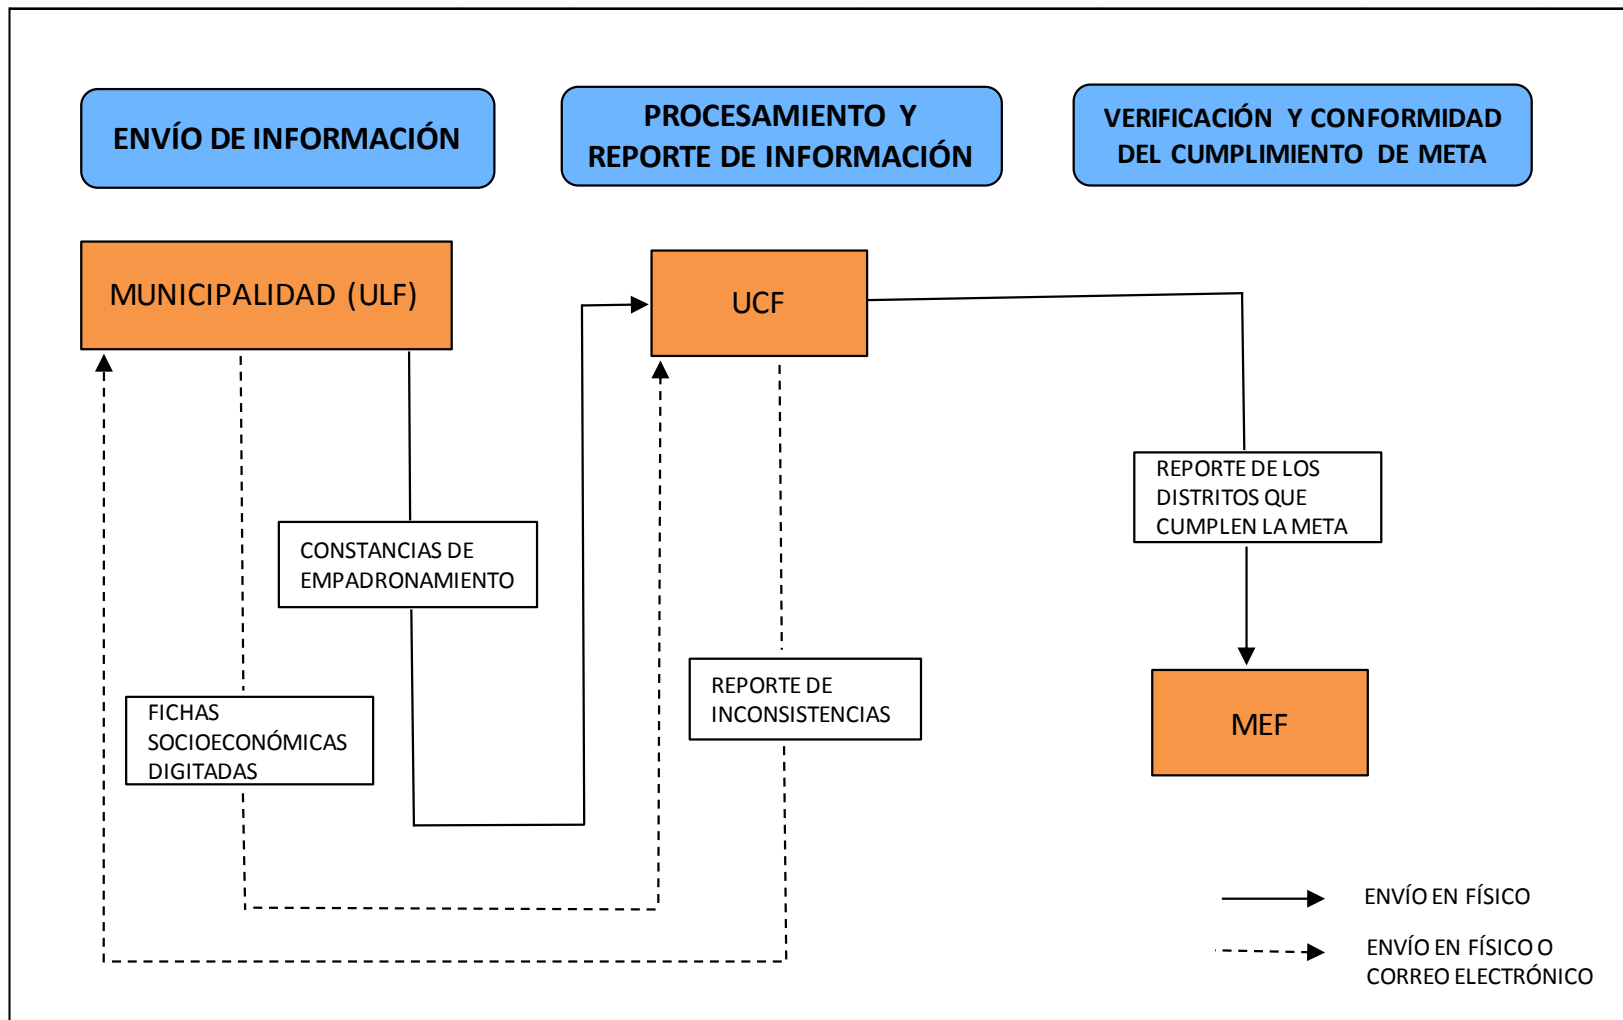 ENVÍO DE INFORMACIÓN
PROCESAMIENTO Y
REPORTE DE INFORMACIÓN
VERIFICACIÓN Y CONFORMIDAD
DEL CUMPLIMIENTO DE META
MUNICIPALIDAD (ULF)
UCF
REPORTE DE LOS
DISTRITOS QUE
CUMPLEN LA META
CONSTANCIAS DE
EMPADRONAMIENTO
REPORTE DE
INCONSISTENCIAS
FICHAS
SOCIOECONÓMICAS
DIGITADAS
MEF
ENVÍO EN FÍSICO
ENVÍO EN FÍSICO O
CORREO ELECTRÓNICO